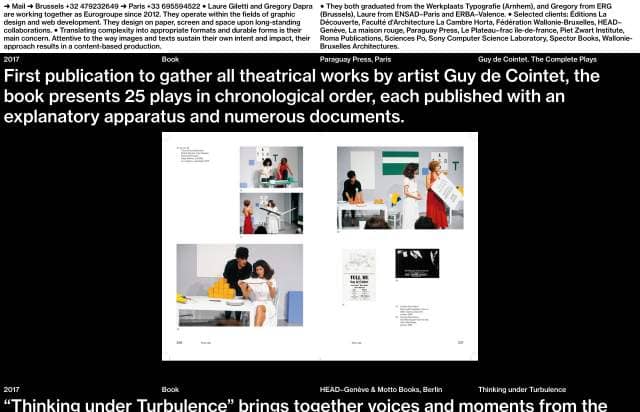 → Mail → Brussels +32 479232649 → Paris +33 695594522 • Laure Giletti and Gregory Dapra
are working together as Eurogroupe since 2012. They operate within the fields of graphic
design and web development. They design on paper, screen and space upon long-standing
collaborations. • Translating complexity into appropriate formats and durable forms is their
main concern. Attentive to the way images and texts sustain their own intent and impact, their
approach results in a content-based production.
• They both graduated from the Werkplaats Typografie (Arnhem), and Gregory from ERG
(Brussels), Laure from ENSAD–Paris and ERBA–Valence. • Selected clients: Éditions La
Découverte, Faculté d'Architecture La Cambre Horta, Fédération Wallonie-Bruxelles, HEAD–
Genève, La maison rouge, Paraguay Press, Le Plateau–frac île-de-france, Piet Zwart Institute,
Roma Publications, Sciences Po, Sony Computer Science Laboratory, Spector Books, Wallonie-
Bruxelles Architectures.
2017 Book Paraguay Press, Paris Guy de Cointet. The Complete Plays
First publication to gather all theatrical works by artist Guy de Cointet, the
book presents 25 plays in chronological order, each published with an
explanatory apparatus and numerous documents.
TELL ME
2017 Book HEAD–Genève & Motto Books, Berlin Thinking under Turbulence
“Thinking under Turbulence” brings together voices and moments from the